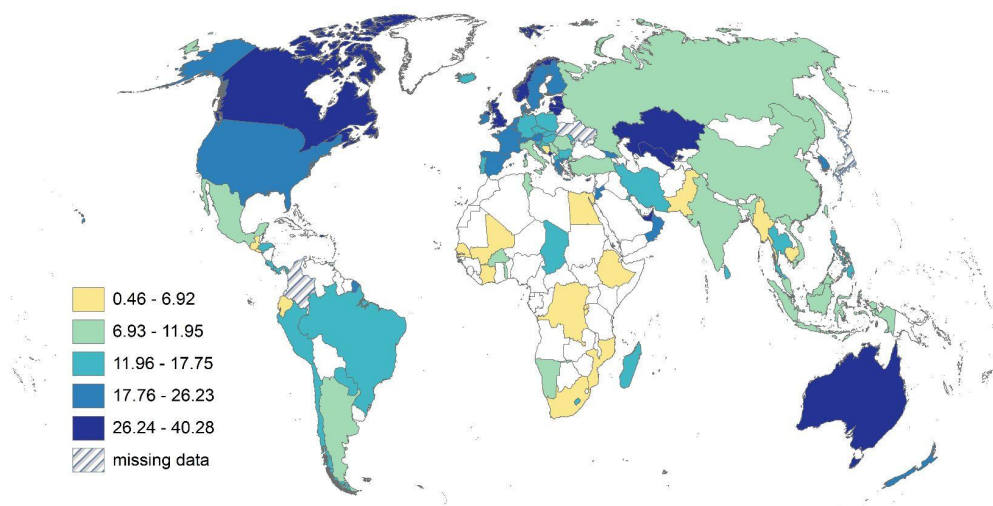 0.46 - 6.92
6.93 - 11.95
11.96 - 17.75
17.76 - 26.23
26.24 - 40.28
missing data